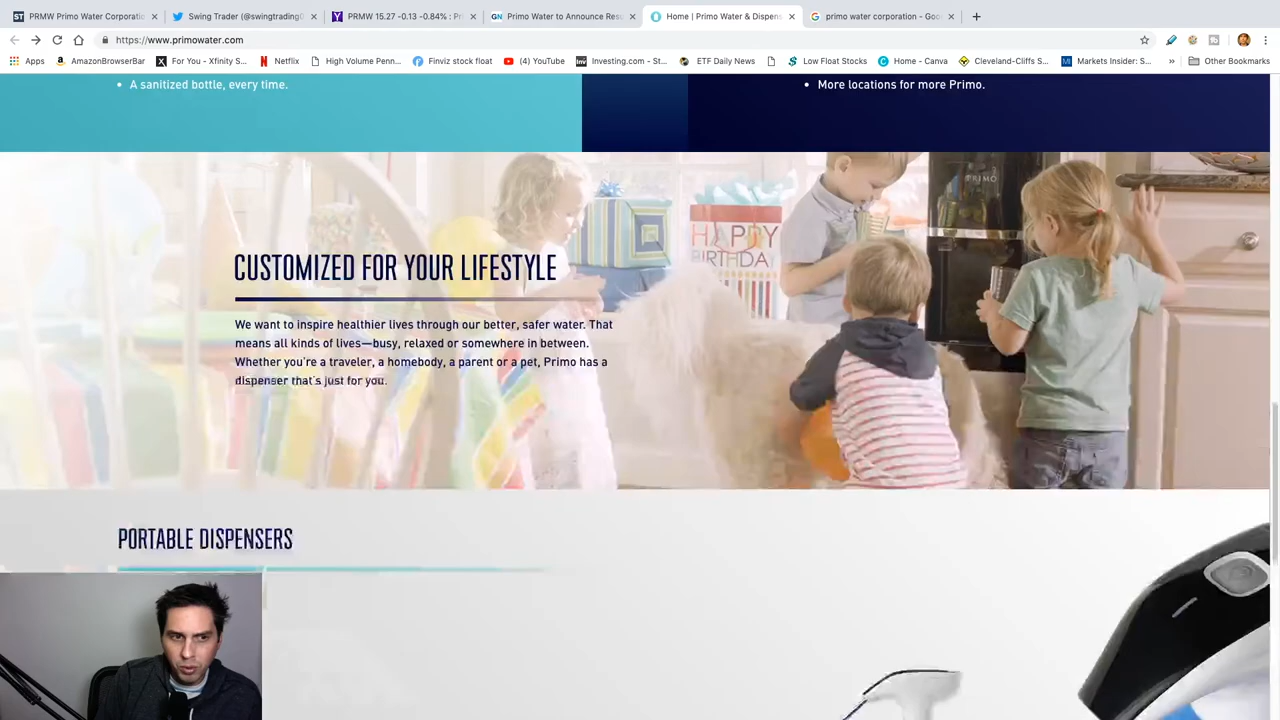 PRMW Primo Water Corporatio
Swing Trader (@swingtrading0
PRMW 15.27 -0.13 -0.84% : P
Primo Water to Announce Resu
Home | Primo Water & Dispens
primo water corporation - Goo
https://www.primowater.com
Apps
AmazonBrowserBar
For You - Xfinity S...
Netflix
High Volume Penn...
Finviz stock float
(4) YouTube
Investing.com - St...
ETF Daily News
Low Float Stocks
Home - Canva
Cleveland-Cliffs S...
Markets Insider: S...
»
Other Bookmarks
• A sanitized bottle, every time.
• More locations for more Primo.
PRIMO
HAPPY
BIRTHDA
CUSTOMIZED FOR YOUR LIFESTYLE
We want to inspire healthier lives through our better, safer water. That
means all kinds of lives—busy, relaxed or somewhere in between.
Whether you're a traveler, a homebody, a parent or a pet, Primo has a
dispenser that's just for you.
PORTABLE DISPENSERS